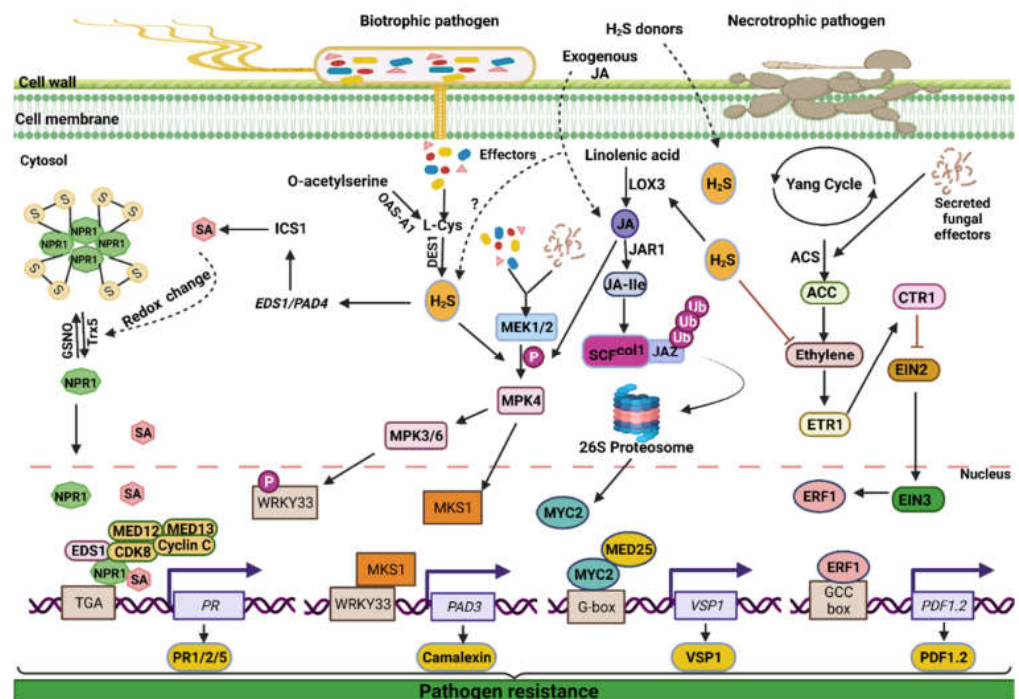 Biotrophic pathogen
H₂S donors
Necrotrophic pathogen
Exogenous
JA
Cell wall
Cell membrane
Cytosol
Effectors
Linolenic acid
O-acetylserine
OAS-A1
L-Cys
?
LOX3
H₂S
Yang Cycle
Secreted
fungal
effectors
S
S
S
S
S
S
S
S
NPR1
NPR1
NPR1
NPR1
SA
ICS1
DES1
JA
JAR1
H₂S
ACS
EDS1/PAD4
H₂S
JA-Ile
ACC
CTR1
Redox change
GSNO
Trx5
MEK1/2
P
Ub
Ub
Ub
SCFcol1
JAZ
Ethylene
EIN2
NPR1
MPK4
ETR1
SA
MPK3/6
26S Proteosome
Nucleus
NPR1
SA
P
WRKY33
MKS1
MYC2
ERF1
EIN3
MED12
MED13
EDS1
CDK8
Cyclin C
NPR1
SA
TGA
PR
MKS1
WRKY33
PAD3
MED25
MYC2
G-box
VSP1
ERF1
GCC
box
PDF1.2
PR1/2/5
Camalexin
VSP1
PDF1.2
Pathogen resistance